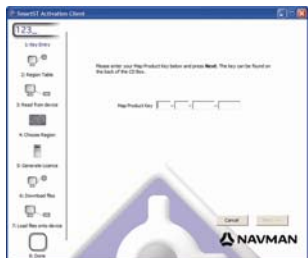 SmartST Activation Client
123_
1: Key Entry
2: Region Table
3: Read from device
4: Choose Region
5: Generate Licence
6: Download files
7: Load files onto device
8: Done
Please enter your Map Product Key below and press Next. The key can be found on
the back of the CD Box.
Map Product Key
- - -
Cancel
NAVMAN